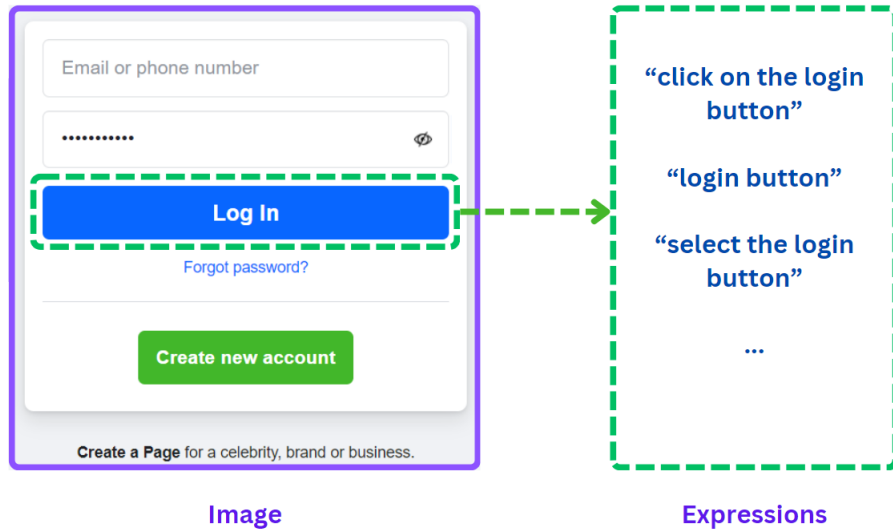 Email or phone number
•••••••••••
Log In
Forgot password?
Create new account
Create a Page for a celebrity, brand or business.
Image
“click on the login
button”
“login button”
“select the login
button”
...
Expressions